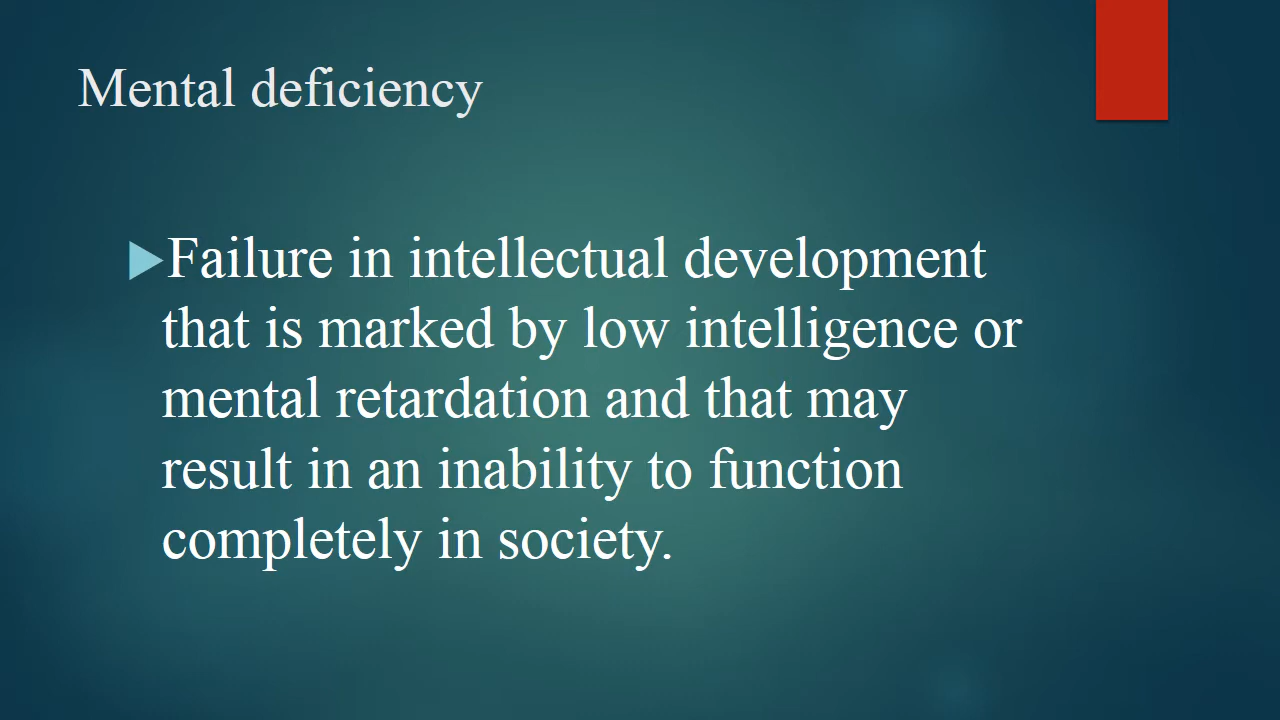 Mental deficiency
Failure in intellectual development
that is marked by low intelligence or
mental retardation and that may
result in an inability to function
completely in society.